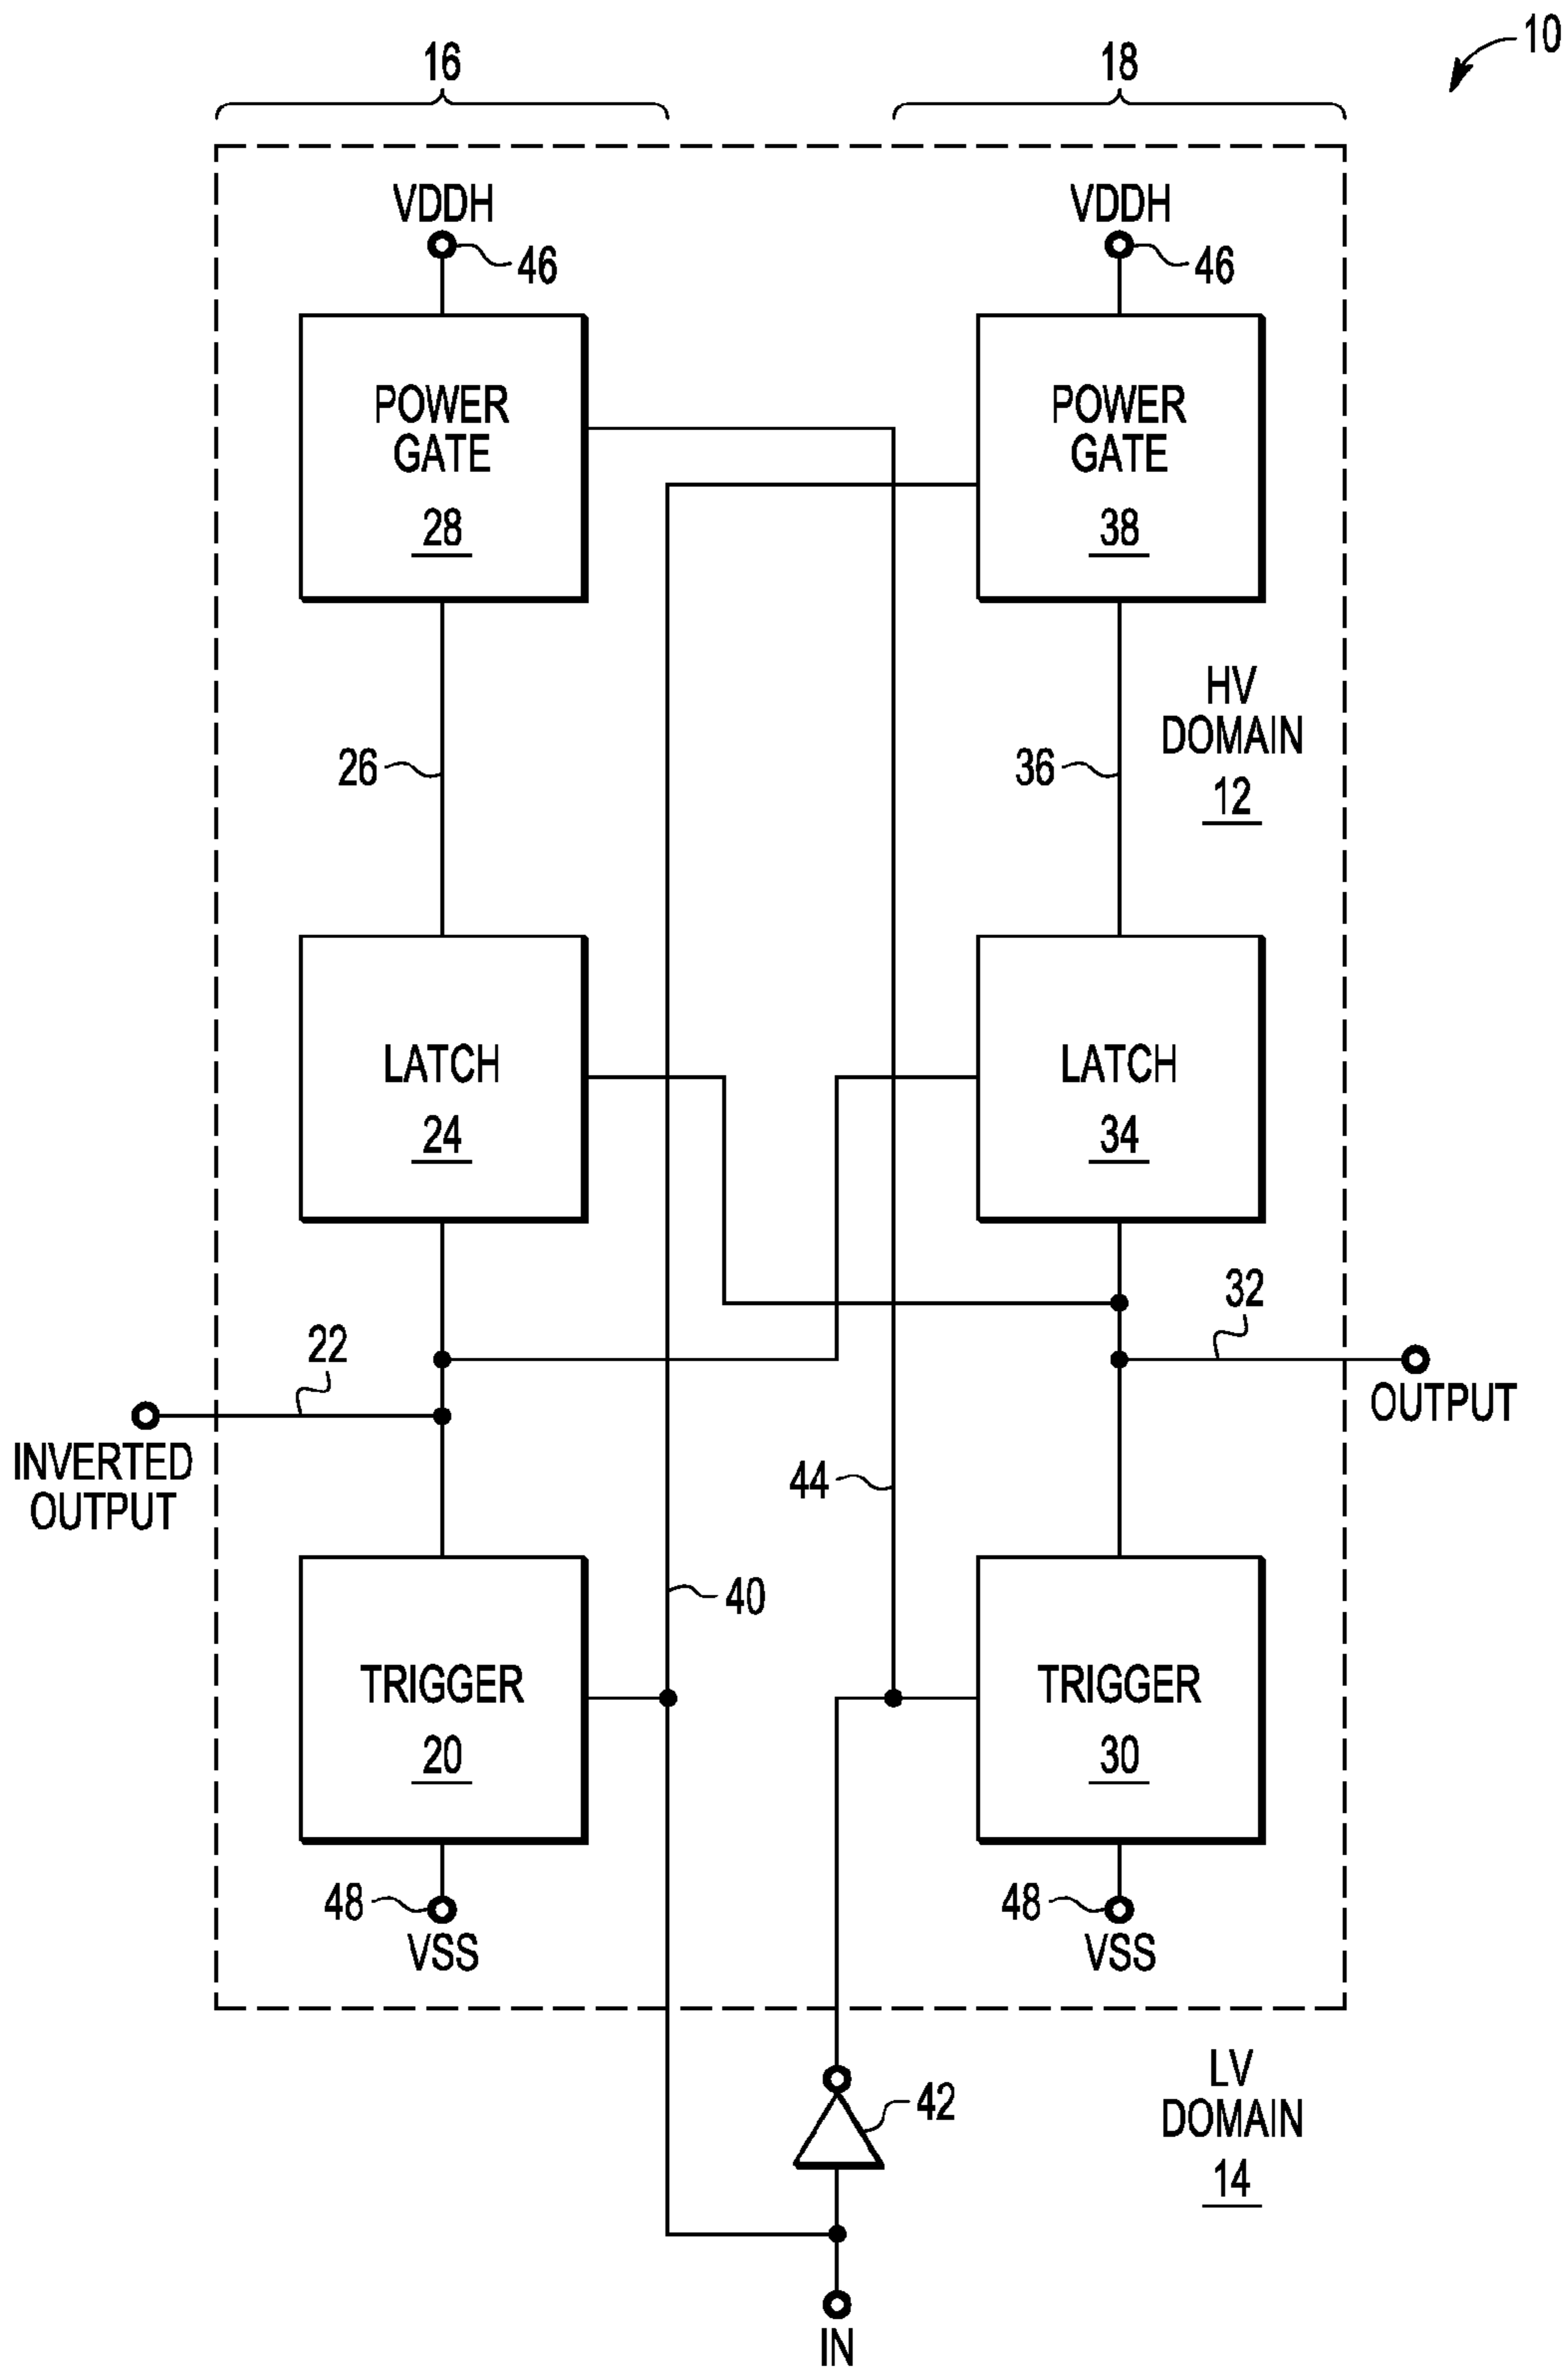 10
16
18
VDDH
VDDH
46
46
POWER
GATE
28
POWER
GATE
38
HV
DOMAIN
12
26
36
LATCH
24
LATCH
34
32
22
OUTPUT
INVERTED
OUTPUT
44
40
TRIGGER
20
TRIGGER
30
48
48
VSS
VSS
LV
DOMAIN
14
42
IN